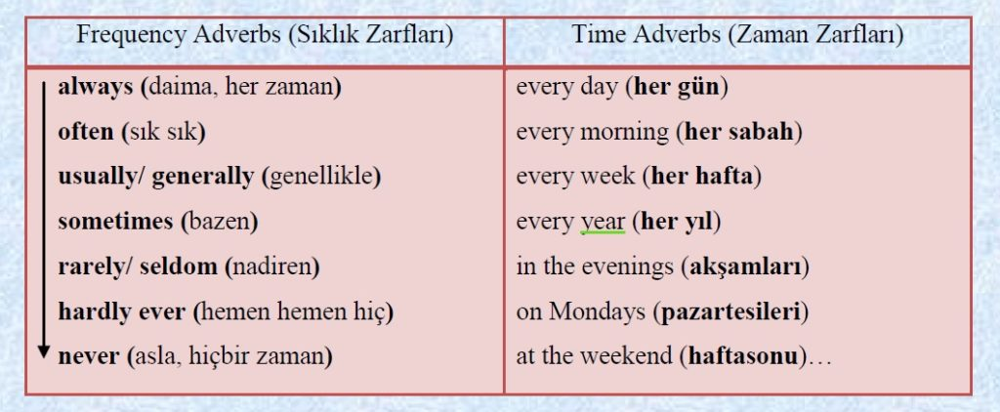 Frequency Adverbs (Sıklık Zarfları)
Time Adverbs (Zaman Zarfları)
always (daima, her zaman)
every day (her gün)
often (sık sık)
every morning (her sabah)
usually/ generally (genellikle)
every week (her hafta)
sometimes (bazen)
every year (her yıl)
rarely/ seldom (nadiren)
in the evenings (akşamları)
hardly ever (hemen hemen hiç)
on Mondays (pazartesileri)
never (asla, hiçbir zaman)
at the weekend (haftasonu)…